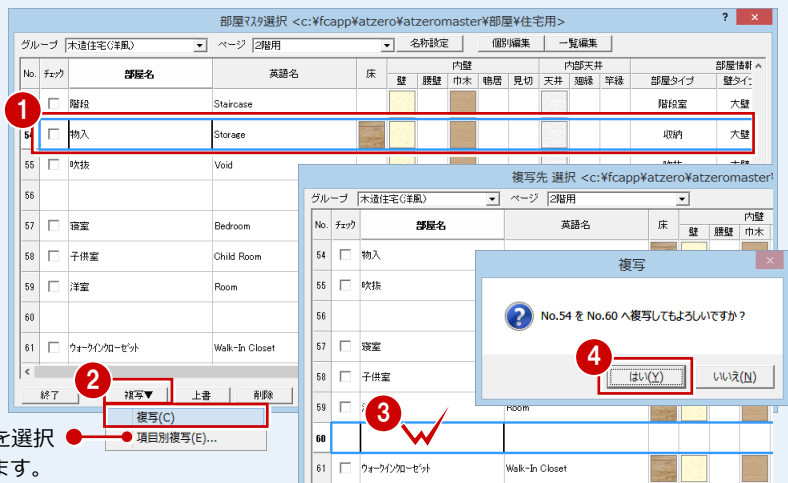 部屋マスタ選択 <c:¥fcapp¥atzero¥atzeromaster¥部屋¥住宅用> ? ×
グループ 木造住宅(洋風) ページ 2階用 名称設定 個別編集 一覧編集
No. チェック 部屋名 英語名 床 内壁 内部天井 部屋情報
壁 腰壁 巾木 鴨居 見切 天井 廻縁 竿縁 部屋タイプ 壁タイ
階段 Staircase 階段室 大壁
1
54 物入 Storage 収納 大壁
55 吹抜 Void
56
57 寝室 Bedroom
58 子供室 Child Room
59 洋室 Room
60
61 ウォークインクローゼット Walk-In Closet
2
終了 複写▼ 上書 削除
複写(C)
項目別複写(E)...
を選択
ます。
複写先 選択 <c:¥fcapp¥atzero¥atzeromaster¥
グループ 木造住宅(洋風) ページ 2階用
No. チェック 部屋名 英語名 床 内壁
壁 腰壁 巾木
54 物入
55 吹抜
56
57 寝室
58 子供室
59 Room
3
60
61 ウォークインクローゼット Walk-In Closet
複写 ×
? No.54 を No.60 へ複写してもよろしいですか？
4
はい(Y) いいえ(N)